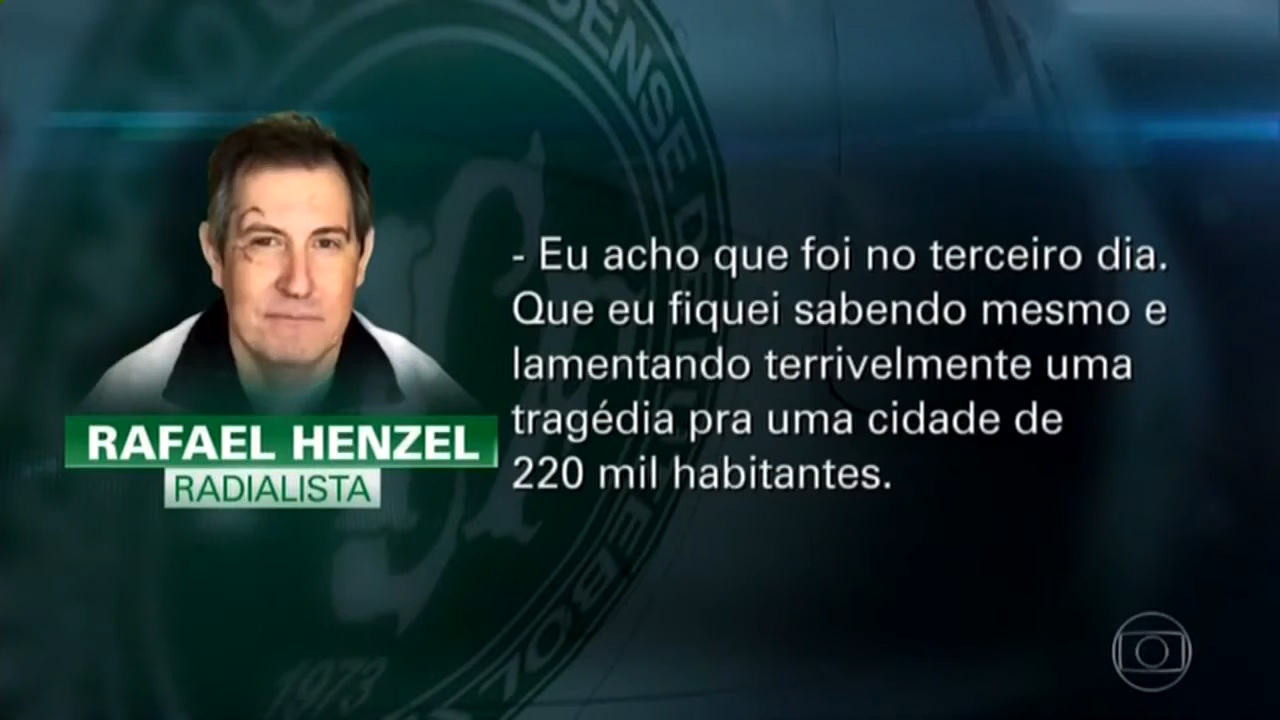 - Eu acho que foi no terceiro dia.
Que eu fiquei sabendo mesmo e
lamentando terrivelmente uma
tragédia pra uma cidade de
220 mil habitantes.
RAFAEL HENZEL
RADIALISTA
1973